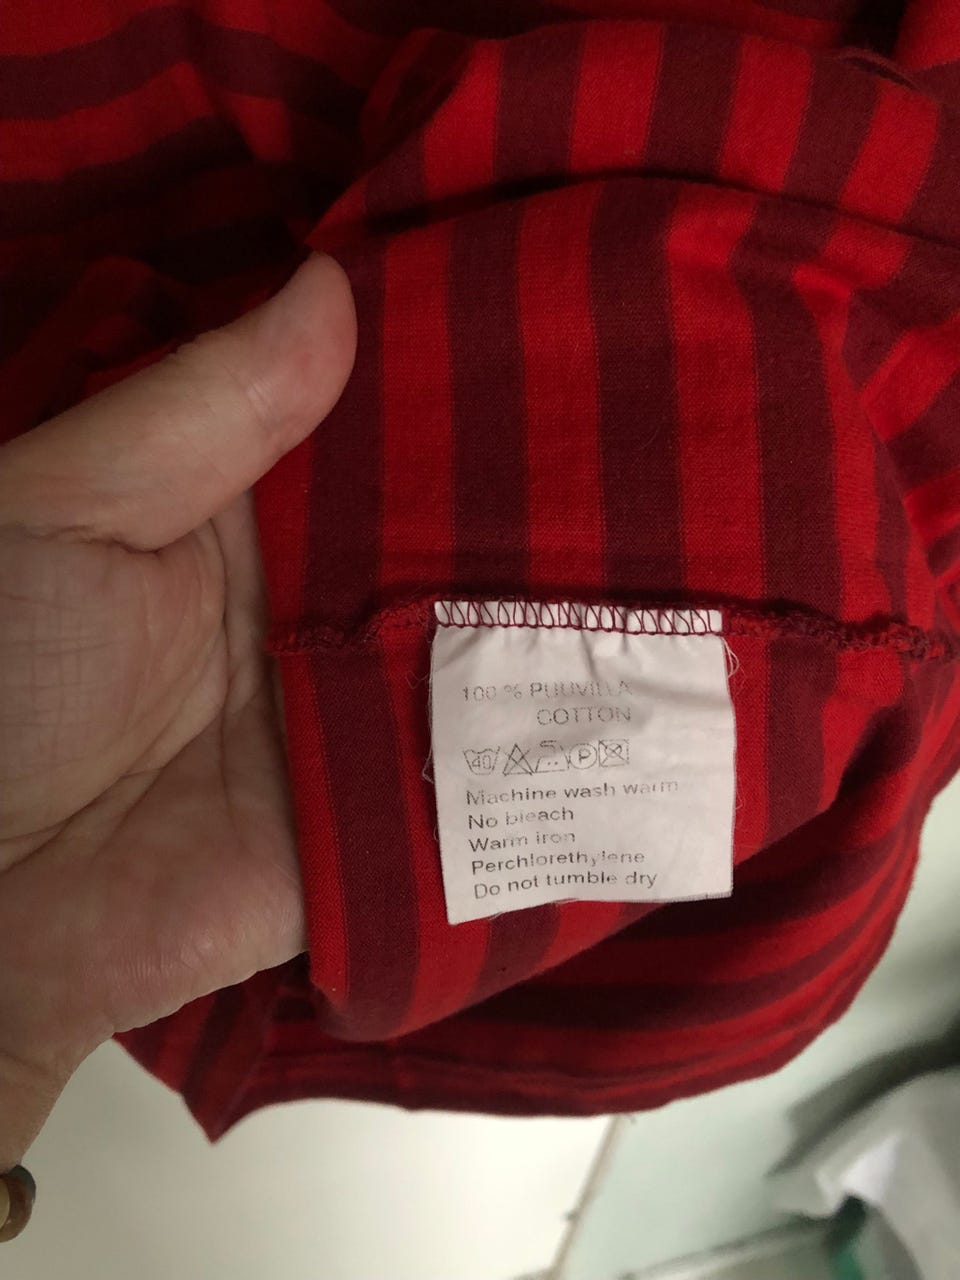 100 % PUUVILLA
COTTON
40 P
Machine wash warm
No bleach
Warm iron
Perchlorethylene
Do not tumble dry